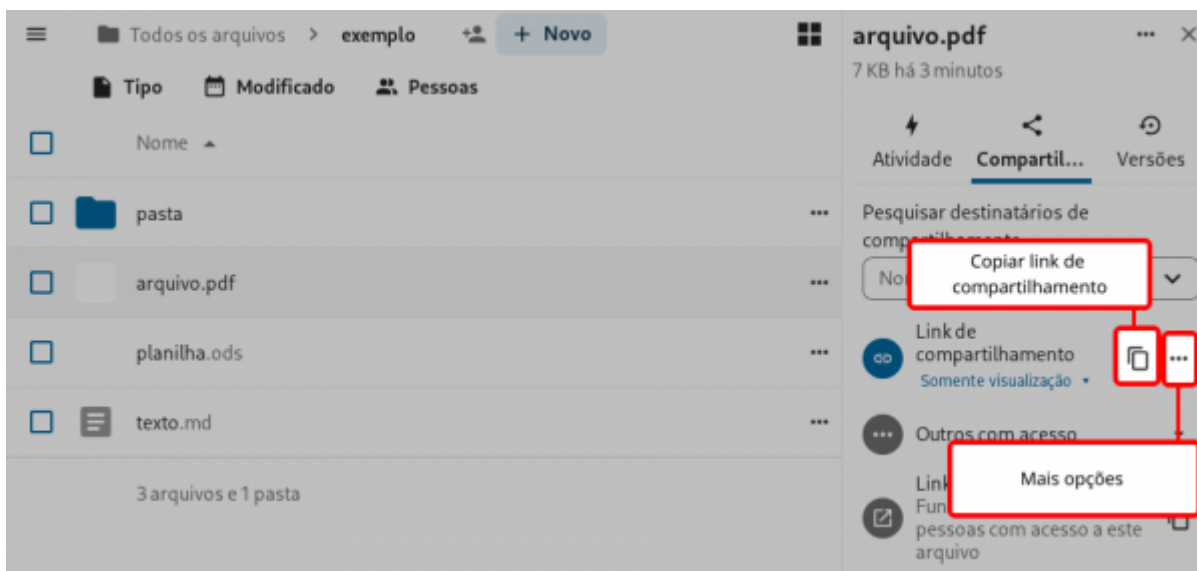 Todos os arquivos > exemplo + Novo
Tipo Modificado Pessoas
Nome
pasta
arquivo.pdf
planilha.ods
texto.md
3 arquivos e 1 pasta
arquivo.pdf
7 KB há 3 minutos
Atividade Compartil... Versões
Pesquisar destinatários de
Copiar link de
compartilhamento
Link de
compartilhamento
Somente visualização
Outros com acesso
Mais opções
pessoas com acesso a este
arquivo